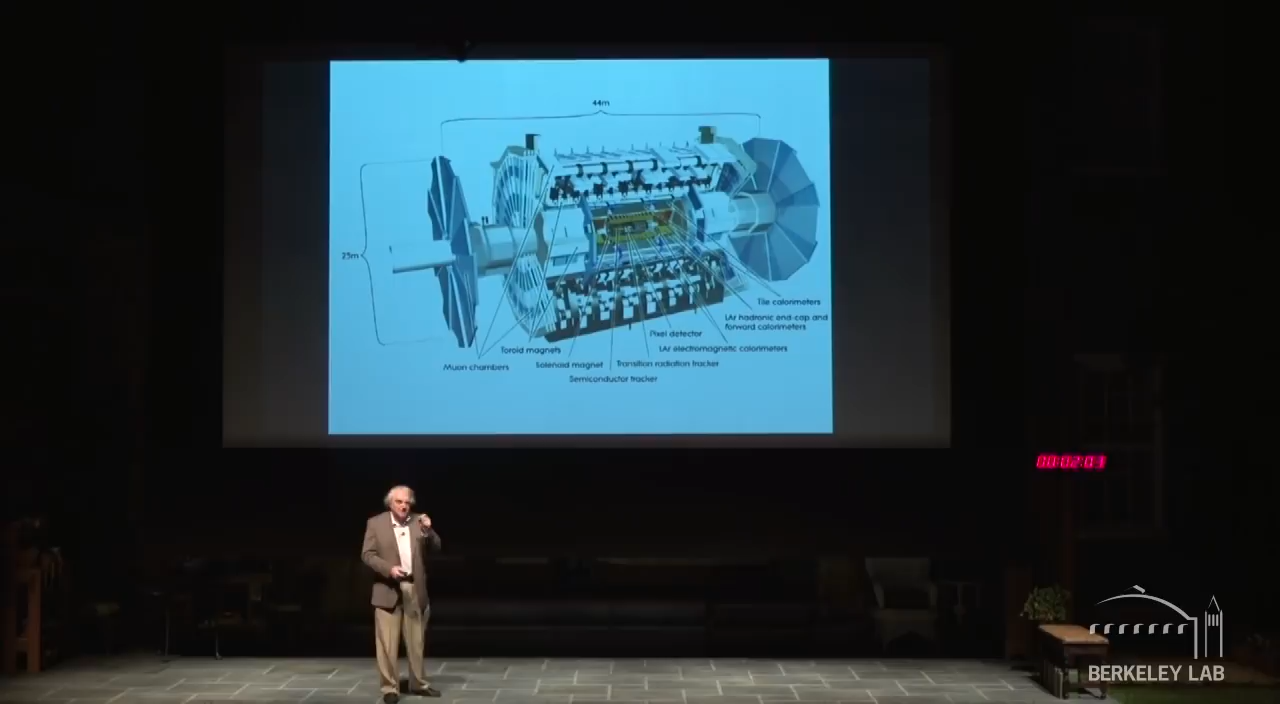 44m
25m
Tile calorimeters
LAr hadronic end-cap and
forward calorimeters
Pixel detector
LAr electromagnetic calorimeters
Toroid magnets
Muon chambers
Solenoid magnet
Transition radiation tracker
Semiconductor tracker
00:02:03
BERKELEY LAB